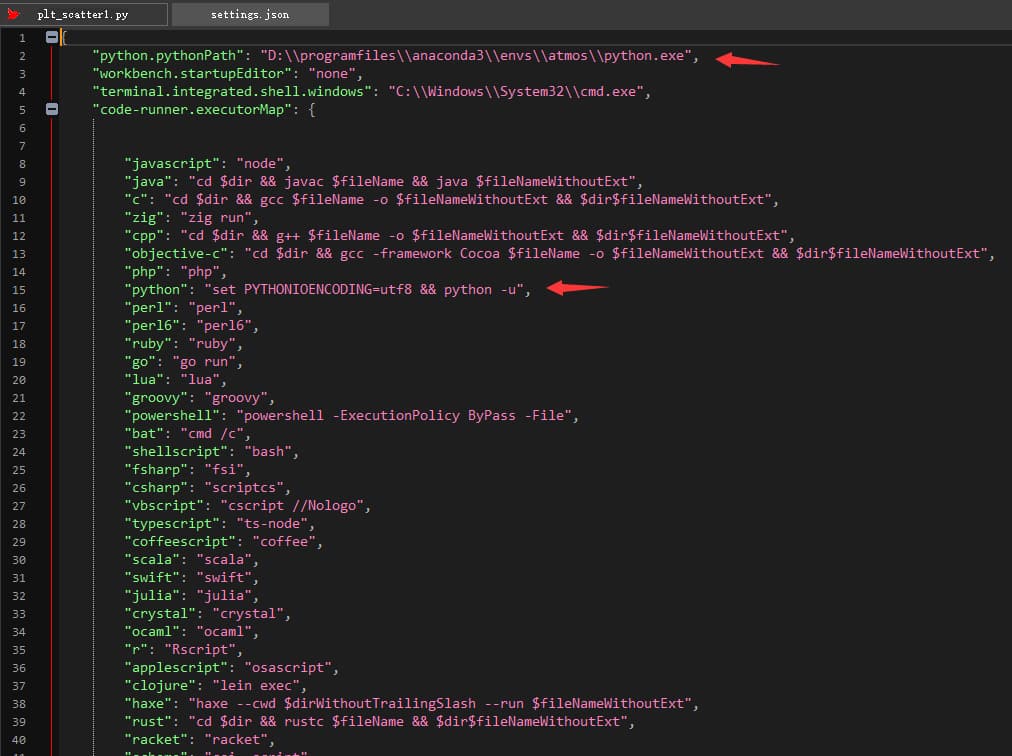 plt_scatter1.py settings.json
1 {
2 "python.pythonPath": "D:\\programfiles\\anaconda3\\envs\\atmos\\python.exe",
3 "workbench.startupEditor": "none",
4 "terminal.integrated.shell.windows": "C:\\Windows\\System32\\cmd.exe",
5 "code-runner.executorMap": {
6
7
8 "javascript": "node",
9 "java": "cd $dir && javac $fileName && java $fileNameWithoutExt",
10 "c": "cd $dir && gcc $fileName -o $fileNameWithoutExt && $dir$fileNameWithoutExt",
11 "zig": "zig run",
12 "cpp": "cd $dir && g++ $fileName -o $fileNameWithoutExt && $dir$fileNameWithoutExt",
13 "objective-c": "cd $dir && gcc -framework Cocoa $fileName -o $fileNameWithoutExt && $dir$fileNameWithoutExt",
14 "php": "php",
15 "python": "set PYTHONIOENCODING=utf8 && python -u",
16 "perl": "perl",
17 "perl6": "perl6",
18 "ruby": "ruby",
19 "go": "go run",
20 "lua": "lua",
21 "groovy": "groovy",
22 "powershell": "powershell -ExecutionPolicy ByPass -File",
23 "bat": "cmd /c",
24 "shellscript": "bash",
25 "fsharp": "fsi",
26 "csharp": "scriptcs",
27 "vbscript": "cscript //Nologo",
28 "typescript": "ts-node",
29 "coffeescript": "coffee",
30 "scala": "scala",
31 "swift": "swift",
32 "julia": "julia",
33 "crystal": "crystal",
34 "ocaml": "ocaml",
35 "r": "Rscript",
36 "applescript": "osascript",
37 "clojure": "lein exec",
38 "haxe": "haxe --cwd $dirWithoutTrailingSlash --run $fileNameWithoutExt",
39 "rust": "cd $dir && rustc $fileName && $dir$fileNameWithoutExt",
40 "racket": "racket",